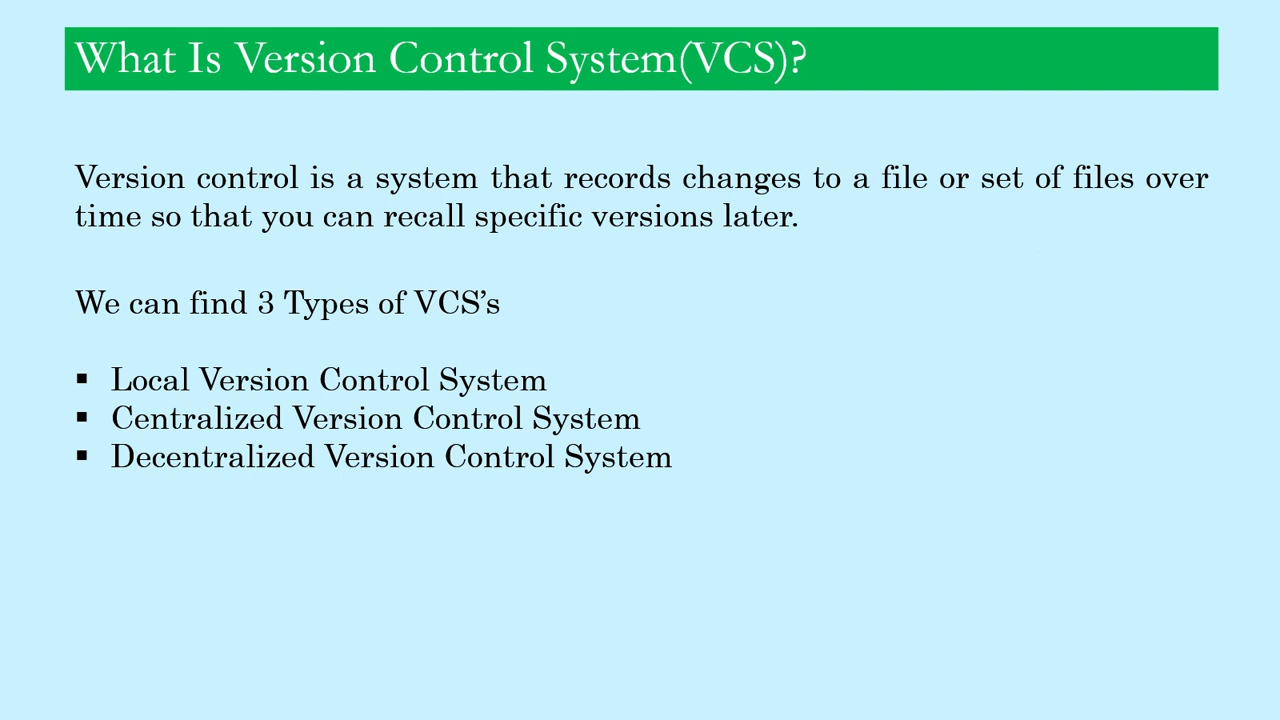 What Is Version Control System(VCS)?
Version control is a system that records changes to a file or set of files over
time so that you can recall specific versions later.
We can find 3 Types of VCS’s
▪ Local Version Control System
▪ Centralized Version Control System
▪ Decentralized Version Control System